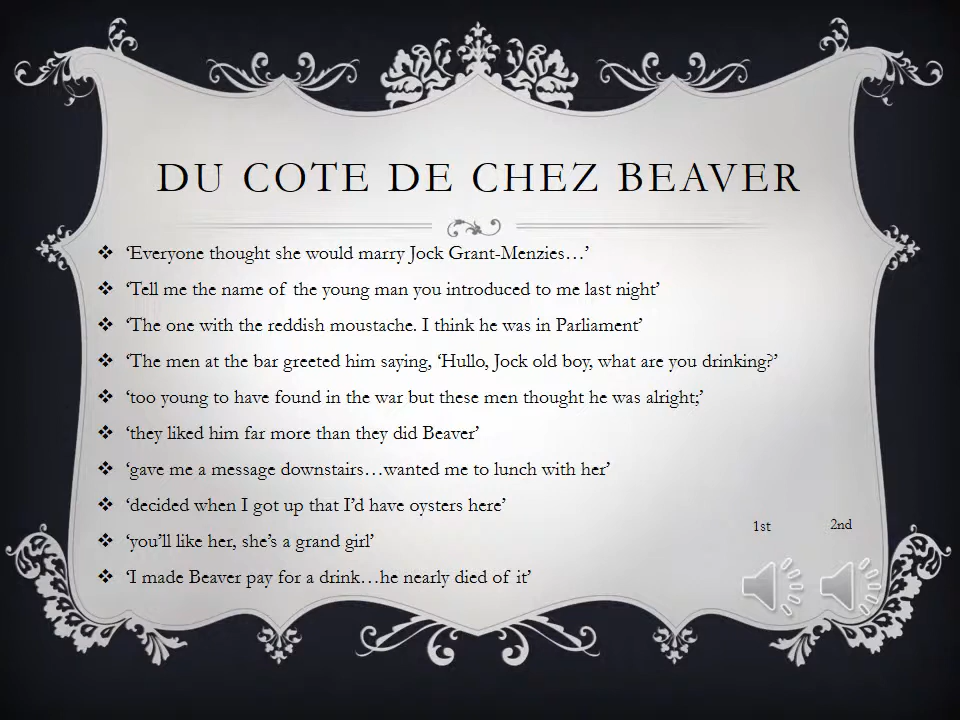 DU COTE DE CHEZ BEAVER
‘Everyone thought she would marry Jock Grant-Menzies…’
‘Tell me the name of the young man you introduced to me last night’
‘The one with the reddish moustache. I think he was in Parliament’
‘The men at the bar greeted him saying, ‘Hullo, Jock old boy, what are you drinking?’
‘too young to have found in the war but these men thought he was alright;’
‘they liked him far more than they did Beaver’
‘gave me a message downstairs…wanted me to lunch with her’
‘decided when I got up that I’d have oysters here’
‘you’ll like her, she’s a grand girl’
‘I made Beaver pay for a drink…he nearly died of it’
1st
2nd